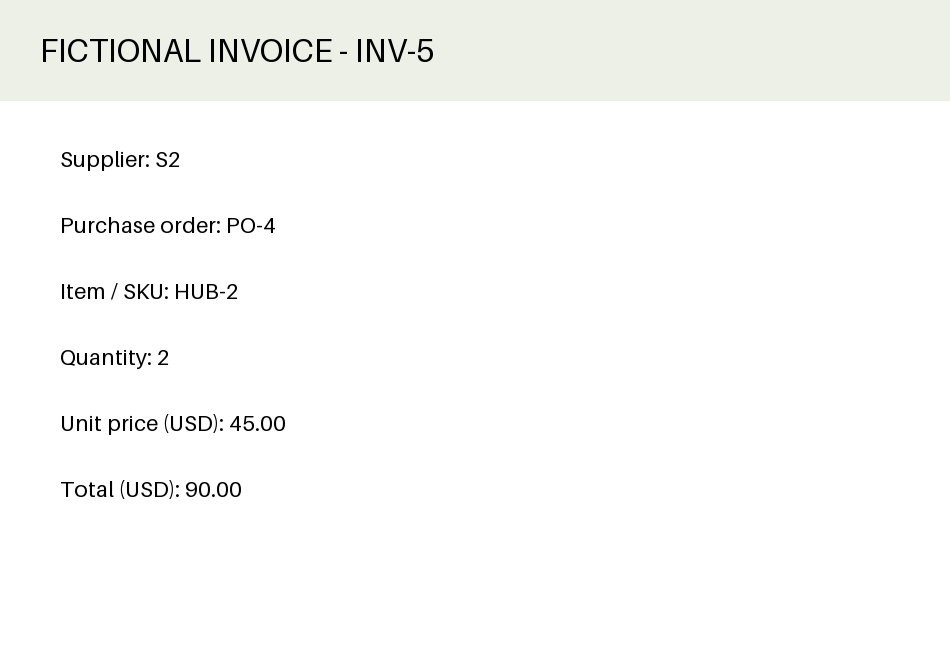 FICTIONAL INVOICE - INV-5
Supplier: S2
Purchase order: PO-4
Item / SKU: HUB-2
Quantity: 2
Unit price (USD): 45.00
Total (USD): 90.00